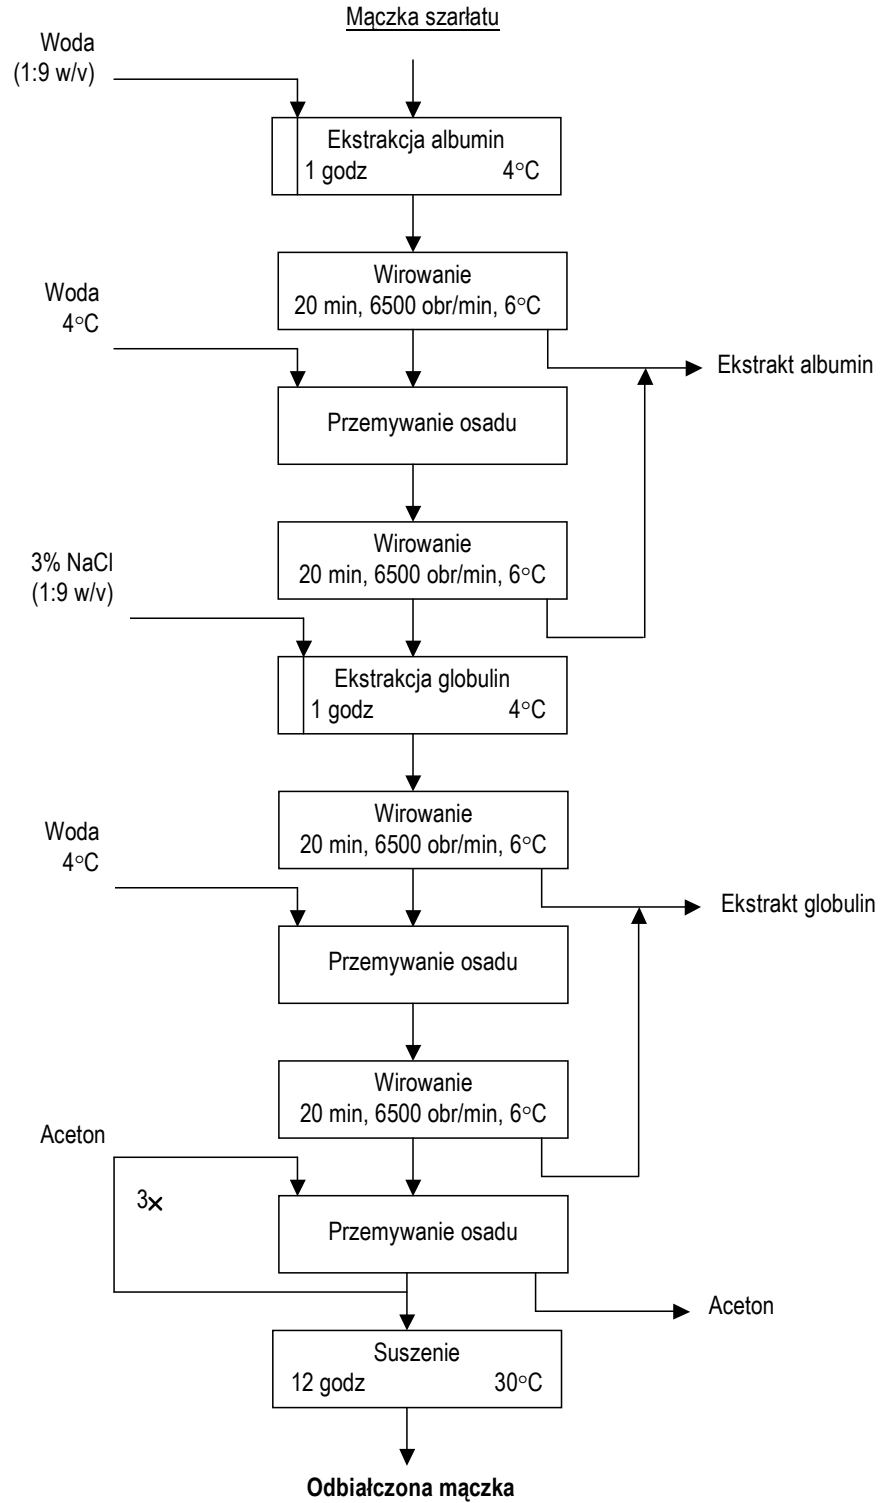 Mączka szarłatu
Woda
(1:9 w/v)
Ekstrakcja albumin
1 godz 4°C
Wirowanie
20 min, 6500 obr/min, 6°C
Woda
4°C
Ekstrakt albumin
Przemywanie osadu
Wirowanie
20 min, 6500 obr/min, 6°C
3% NaCl
(1:9 w/v)
Ekstrakcja globulin
1 godz 4°C
Wirowanie
20 min, 6500 obr/min, 6°C
Woda
4°C
Ekstrakt globulin
Przemywanie osadu
Wirowanie
20 min, 6500 obr/min, 6°C
Aceton
3×
Przemywanie osadu
Aceton
Suszenie
12 godz 30°C
Odbiałczona mączka